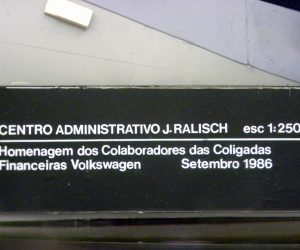 CENTRO ADMINISTRATIVO J. RALISCH esc 1:250
Homenagem dos Colaboradores das Coligadas
Financeiras Volkswagen Setembro 1986